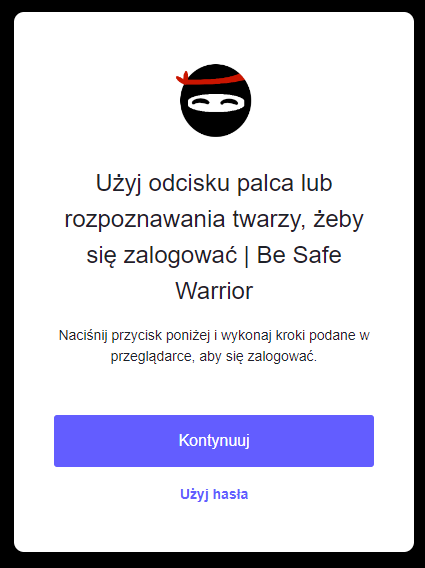 Użyj odcisku palca lub
rozpoznawania twarzy, żeby
się zalogować | Be Safe
Warrior
Naciśnij przycisk poniżej i wykonaj kroki podane w
przeglądarce, aby się zalogować.
Kontynuuj
Użyj hasła